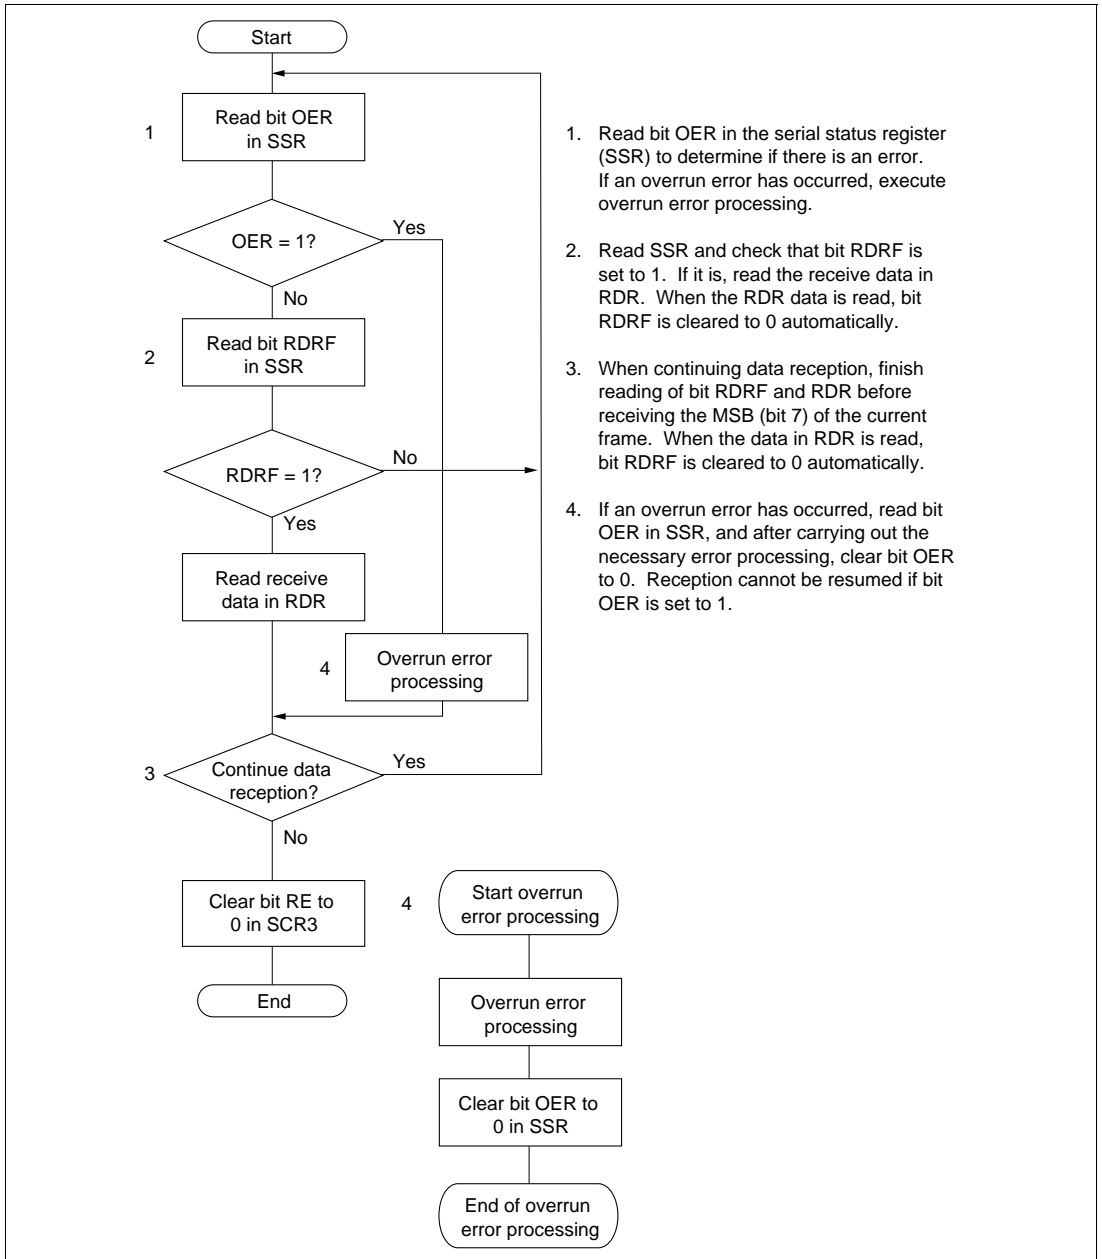 Start
1
Read bit OER
in SSR
OER = 1?
Yes
No
2
Read bit RDRF
in SSR
RDRF = 1?
No
Yes
Read receive
data in RDR
4
Overrun error
processing
3
Continue data
reception?
Yes
No
Clear bit RE to
0 in SCR3
End
4
Start overrun
error processing
Overrun error
processing
Clear bit OER to
0 in SSR
End of overrun
error processing
1. Read bit OER in the serial status register
(SSR) to determine if there is an error.
If an overrun error has occurred, execute
overrun error processing.
2. Read SSR and check that bit RDRF is
set to 1. If it is, read the receive data in
RDR. When the RDR data is read, bit
RDRF is cleared to 0 automatically.
3. When continuing data reception, finish
reading of bit RDRF and RDR before
receiving the MSB (bit 7) of the current
frame. When the data in RDR is read,
bit RDRF is cleared to 0 automatically.
4. If an overrun error has occurred, read bit
OER in SSR, and after carrying out the
necessary error processing, clear bit OER
to 0. Reception cannot be resumed if bit
OER is set to 1.